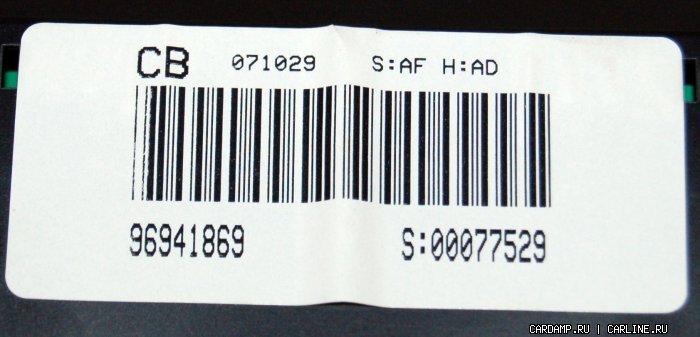 CB 071029 S:AF H:AD
96941869 S:00077529
CARDAMP.RU | CARLINE.RU